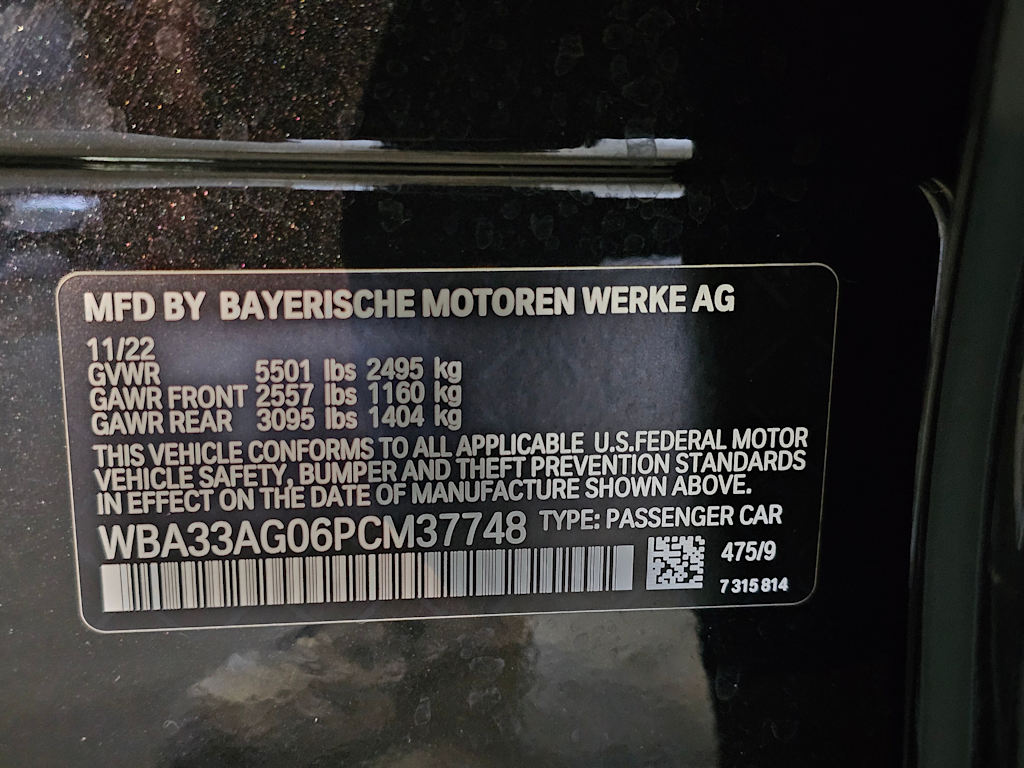 MFD BY BAYERISCHE MOTOREN WERKE AG
11/22
GVWR 5501 lbs 2495 kg
GAWR FRONT 2557 lbs 1160 kg
GAWR REAR 3095 lbs 1404 kg
THIS VEHICLE CONFORMS TO ALL APPLICABLE U.S.FEDERAL MOTOR
VEHICLE SAFETY, BUMPER AND THEFT PREVENTION STANDARDS
IN EFFECT ON THE DATE OF MANUFACTURE SHOWN ABOVE.
WBA33AG06PCM37748 TYPE: PASSENGER CAR
475/9
7 315 814